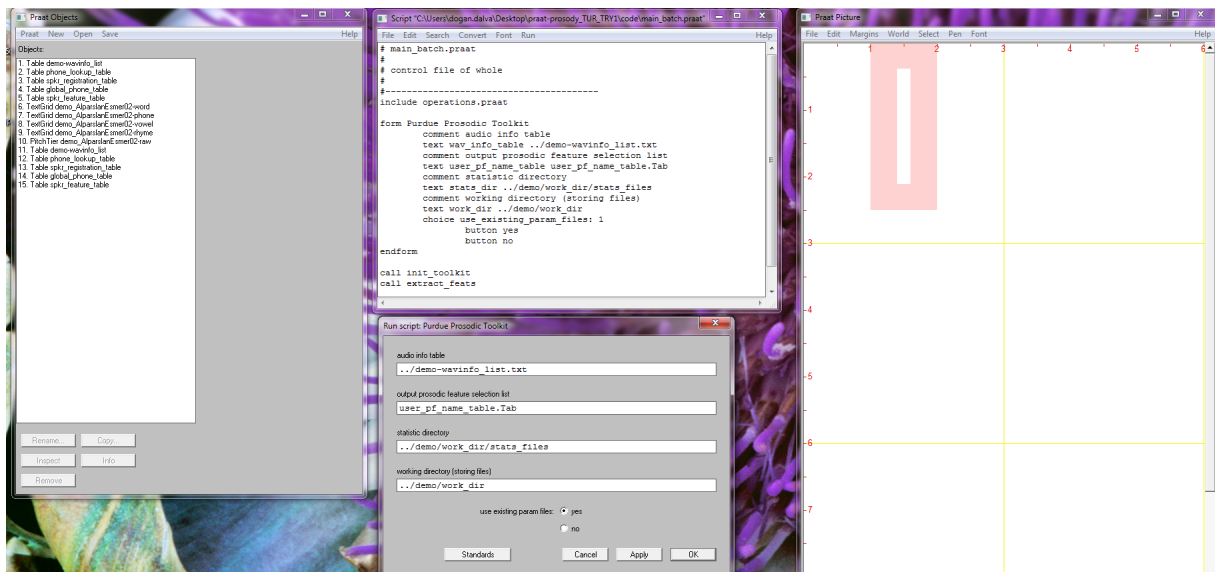 Praat Objects
Praat New Open Save Help
Objects:
1. Table demo-wavinfo_list
2. Table phone_lookup_table
3. Table spkr_registration_table
4. Table global_phone_table
5. Table spkr_feature_table
6. TextGrid demo_AlparslanEsmer02-word
7. TextGrid demo_AlparslanEsmer02-phone
8. TextGrid demo_AlparslanEsmer02-vowel
9. TextGrid demo_AlparslanEsmer02-rhyme
10. PitchTier demo_AlparslanEsmer02-raw
11. Table demo-wavinfo_list
12. Table phone_lookup_table
13. Table spkr_registration_table
14. Table global_phone_table
15. Table spkr_feature_table
Rename... Copy...
Inspect Info
Remove
Script "C:\Users\dogan.dalva\Desktop\praat-prosody_TUR_TRY1\code\main_batch.praat"
File Edit Search Convert Font Run Help
# main_batch.praat
#
# control file of whole
#
#----------------------------------------
include operations.praat
form Purdue Prosodic Toolkit
comment audio info table
text wav_info_table ../demo-wavinfo_list.txt
comment output prosodic feature selection list
text user_pf_name_table user_pf_name_table.Tab
comment statistic directory
text stats_dir ../demo/work_dir/stats_files
comment working directory (storing files)
text work_dir ../demo/work_dir
choice use_existing_param_files: 1
button yes
button no
endform
call init_toolkit
call extract_feats
Run script: Purdue Prosodic Toolkit
audio info table
../demo-wavinfo_list.txt
output prosodic feature selection list
user_pf_name_table.Tab
statistic directory
../demo/work_dir/stats_files
working directory (storing files)
../demo/work_dir
use existing param files: yes
no
Standards Cancel Apply OK
Praat Picture
File Edit Margins World Select Pen Font Help
1 2 3 4 5 6
1
2
3
4
5
6
7